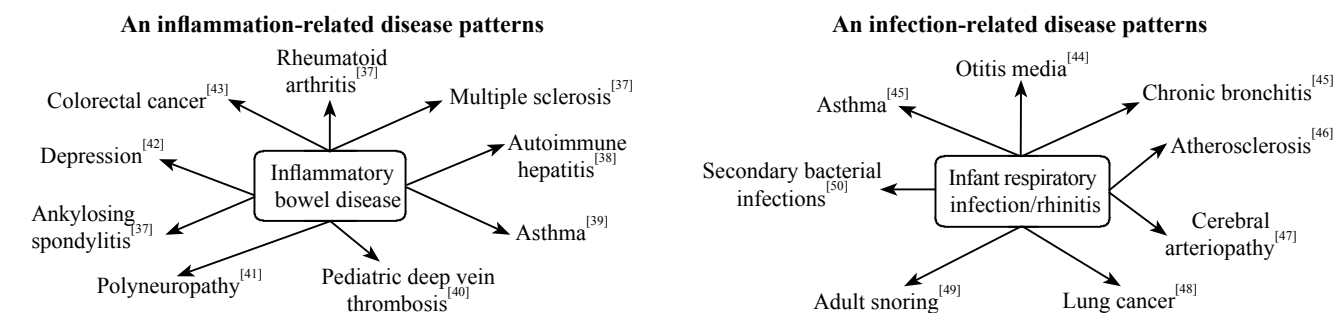 An inflammation-related disease patterns
Rheumatoid
arthritis[37]
Colorectal cancer[43]
Multiple sclerosis[37]
Depression[42]
Autoimmune
hepatitis[38]
Inflammatory
bowel disease
Ankylosing
spondylitis[37]
Asthma[39]
Polyneuropathy[41]
Pediatric deep vein
thrombosis[40]
An infection-related disease patterns
Otitis media[44]
Asthma[45]
Chronic bronchitis[45]
Atherosclerosis[46]
Secondary bacterial
infections[50]
Infant respiratory
infection/rhinitis
Cerebral
arteriopathy[47]
Adult snoring[49]
Lung cancer[48]